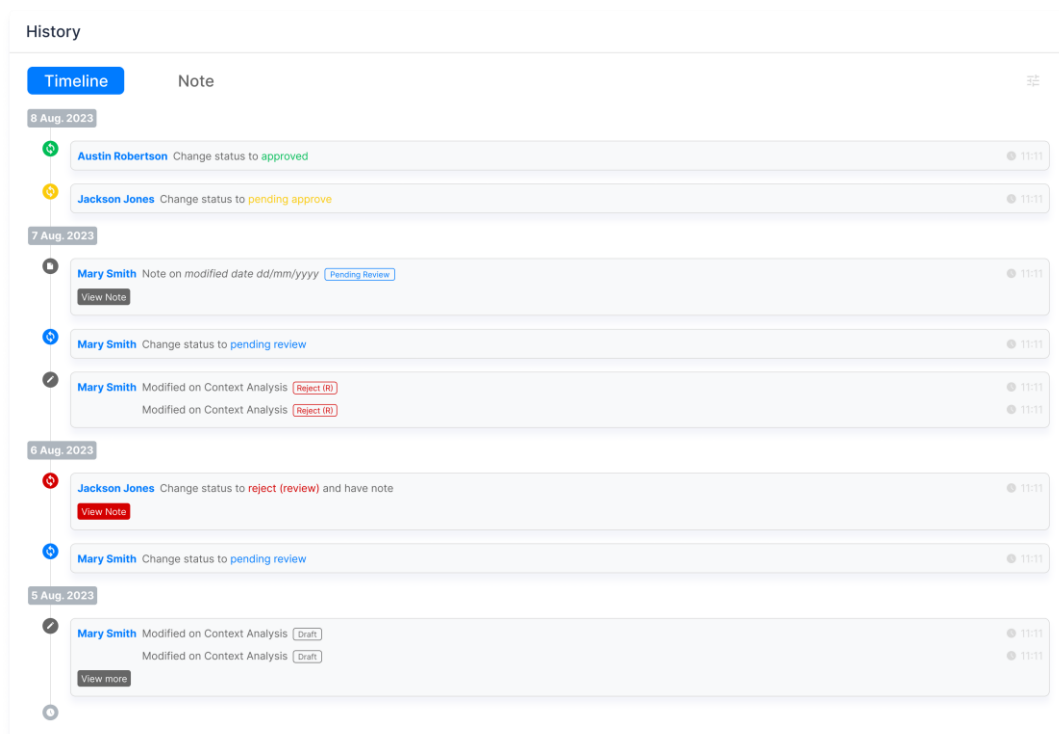 History
Timeline Note
8 Aug. 2023
Austin Robertson Change status to approved 11:11
Jackson Jones Change status to pending approve 11:11
7 Aug. 2023
Mary Smith Note on modified date dd/mm/yyyy Pending Review 11:11
View Note
Mary Smith Change status to pending review 11:11
Mary Smith Modified on Context Analysis Reject (R) 11:11
Modified on Context Analysis Reject (R) 11:11
6 Aug. 2023
Jackson Jones Change status to reject (review) and have note 11:11
View Note
Mary Smith Change status to pending review 11:11
5 Aug. 2023
Mary Smith Modified on Context Analysis Draft 11:11
Modified on Context Analysis Draft 11:11
View more